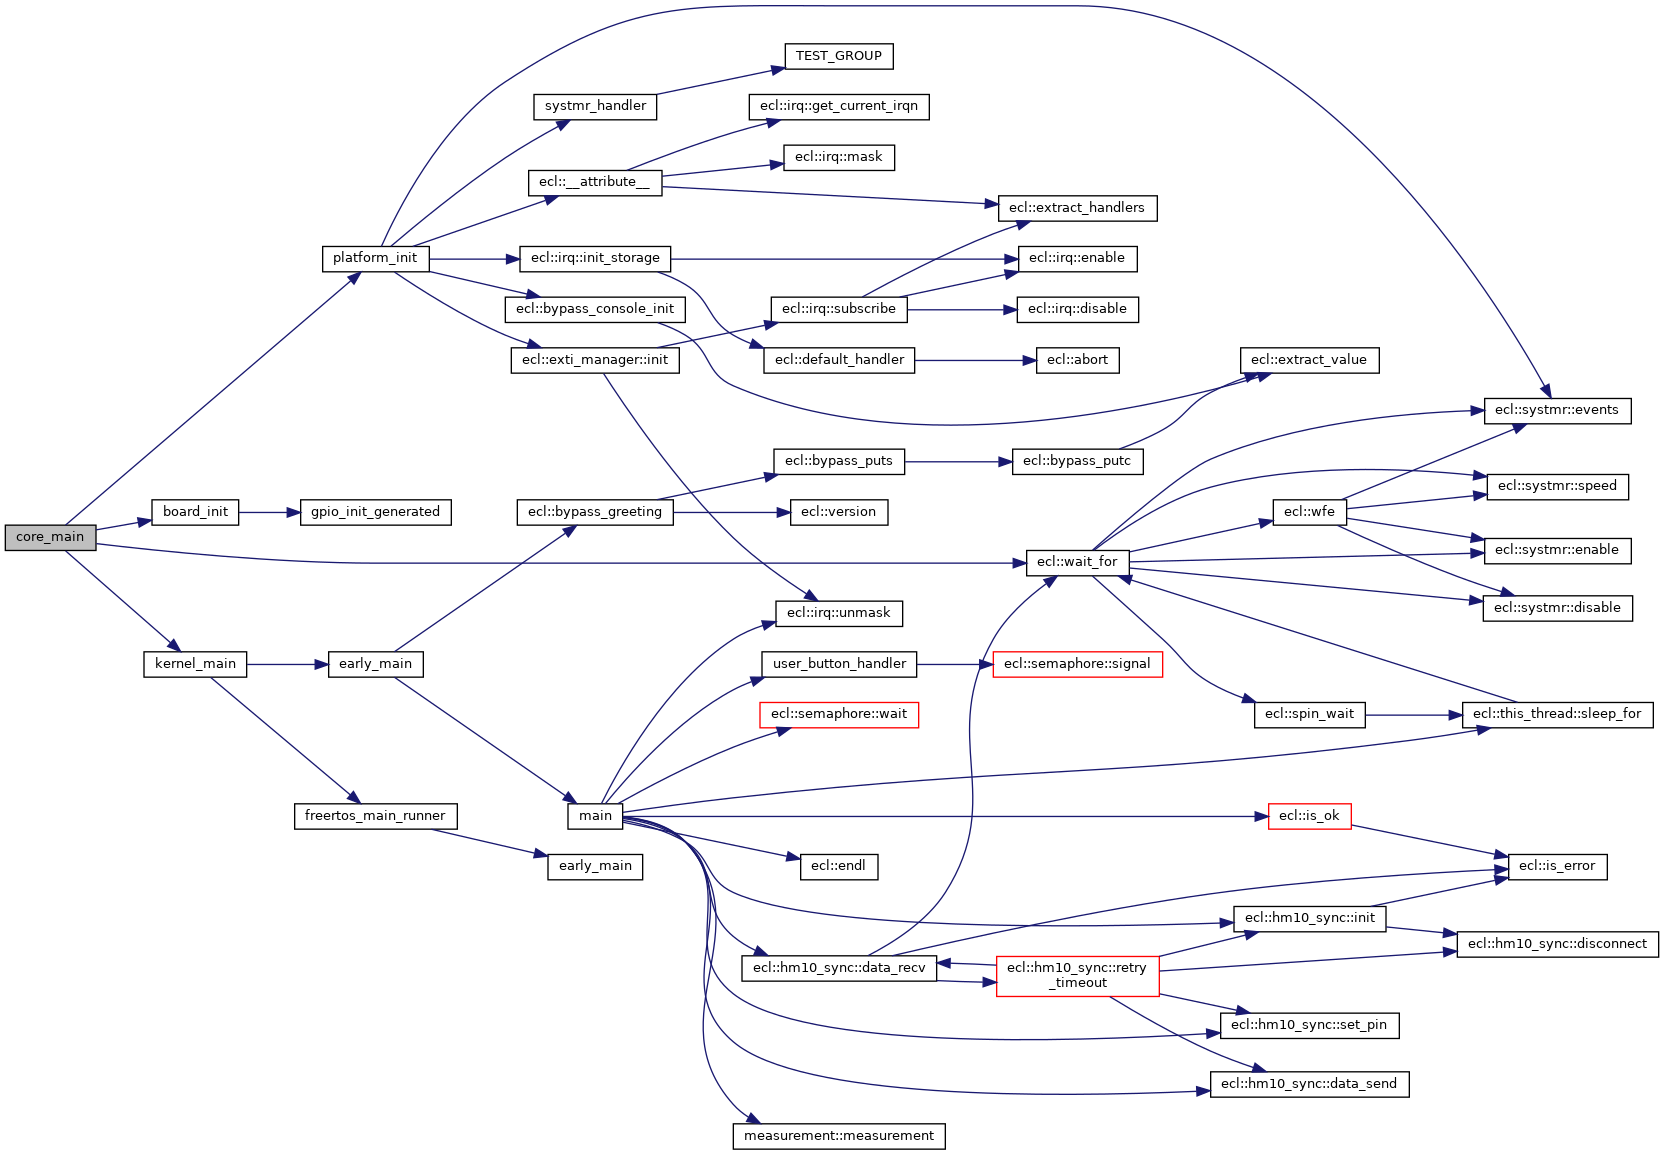 TEST_GROUP
systmr_handler
ecl::irq::get_current_irqn
ecl::irq::mask
ecl::__attribute__
ecl::extract_handlers
platform_init
ecl::irq::init_storage
ecl::irq::enable
ecl::bypass_console_init
ecl::irq::subscribe
ecl::irq::disable
ecl::exti_manager::init
ecl::default_handler
ecl::abort
ecl::extract_value
ecl::systmr::events
ecl::bypass_puts
ecl::bypass_putc
ecl::systmr::speed
board_init
gpio_init_generated
ecl::bypass_greeting
ecl::version
ecl::wfe
core_main
ecl::systmr::enable
ecl::wait_for
ecl::irq::unmask
ecl::systmr::disable
kernel_main
early_main
user_button_handler
ecl::semaphore::signal
ecl::semaphore::wait
ecl::spin_wait
ecl::this_thread::sleep_for
freertos_main_runner
main
ecl::is_ok
early_main
ecl::endl
ecl::is_error
ecl::hm10_sync::init
ecl::hm10_sync::disconnect
ecl::hm10_sync::data_recv
ecl::hm10_sync::retry
_timeout
ecl::hm10_sync::set_pin
ecl::hm10_sync::data_send
measurement::measurement